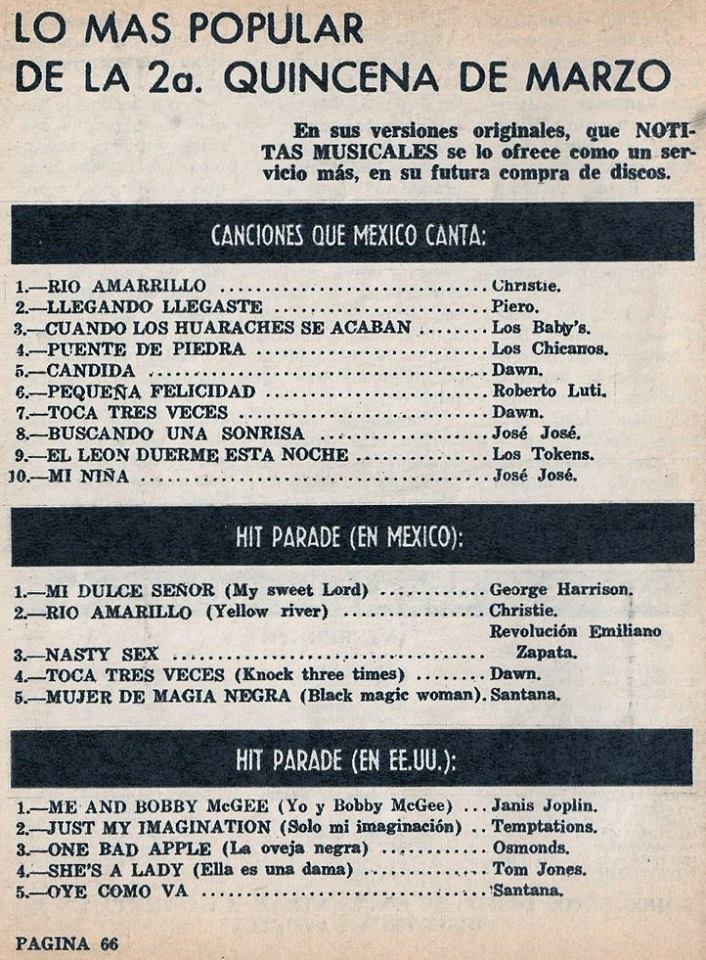 LO MAS POPULAR
DE LA 2a. QUINCENA DE MARZO
En sus versiones originales, que NOTI-
TAS MUSICALES se lo ofrece como un ser-
vicio más, en su futura compra de discos.
CANCIONES QUE MEXICO CANTA:
1.—RIO AMARRILLO ........................ Christie.
2.—LLEGANDO LLEGASTE .................... Piero.
3.—CUANDO LOS HUARACHES SE ACABAN ....... Los Baby's.
4.—PUENTE DE PIEDRA ..................... Los Chicanos.
5.—CANDIDA .............................. Dawn.
6.—PEQUEÑA FELICIDAD .................... Roberto Luti.
7.—TOCA TRES VECES ...................... Dawn.
8.—BUSCANDO UNA SONRISA ................. José José.
9.—EL LEON DUERME ESTA NOCHE ............ Los Tokens.
10.—MI NIÑA ............................. José José.
HIT PARADE (EN MEXICO):
1.—MI DULCE SEÑOR (My sweet Lord) ........... George Harrison.
2.—RIO AMARILLO (Yellow river) .............. Christie.
Revolución Emiliano
3.—NASTY SEX ............................ Zapata.
4.—TOCA TRES VECES (Knock three times) ........ Dawn.
5.—MUJER DE MAGIA NEGRA (Black magic woman). Santana.
HIT PARADE (EN EE.UU.):
1.—ME AND BOBBY McGEE (Yo y Bobby McGee) ... Janis Joplin.
2.—JUST MY IMAGINATION (Solo mi imaginación) .. Temptations.
3.—ONE BAD APPLE (La oveja negra) ........... Osmonds.
4.—SHE'S A LADY (Ella es una dama) ............. Tom Jones.
5.—OYE COMO VA ............................ Santana.
PAGINA 66